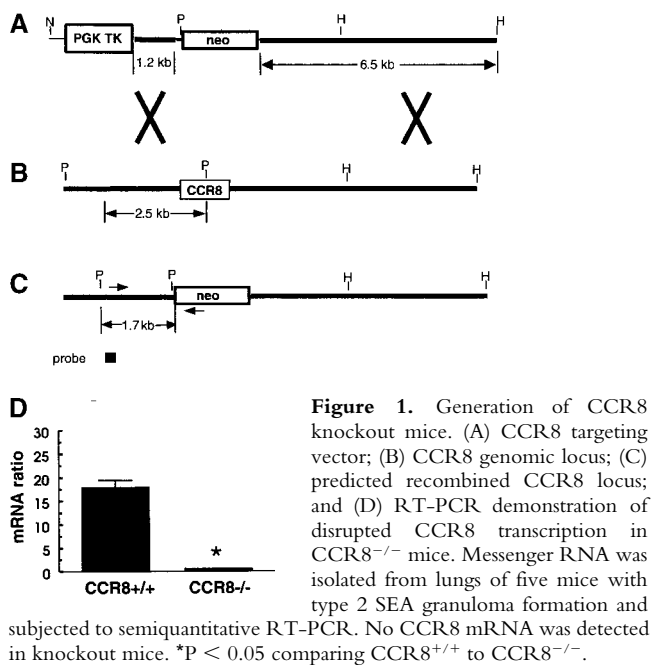 A
N
P
H
H
PGK TK
neo
1.2 kb
6.5 kb
B
P
P
H
H
CCR8
2.5 kb
C
P
P
H
H
neo
1.7 kb
probe
D
mRNA ratio
30
25
20
15
10
5
0
*
CCR8+/+ CCR8-/-
Figure 1. Generation of CCR8
knockout mice. (A) CCR8 targeting
vector; (B) CCR8 genomic locus; (C)
predicted recombined CCR8 locus;
and (D) RT-PCR demonstration of
disrupted CCR8 transcription in
CCR8−/− mice. Messenger RNA was
isolated from lungs of five mice with
type 2 SEA granuloma formation and
subjected to semiquantitative RT-PCR. No CCR8 mRNA was detected
in knockout mice. *P < 0.05 comparing CCR8+/+ to CCR8−/−.